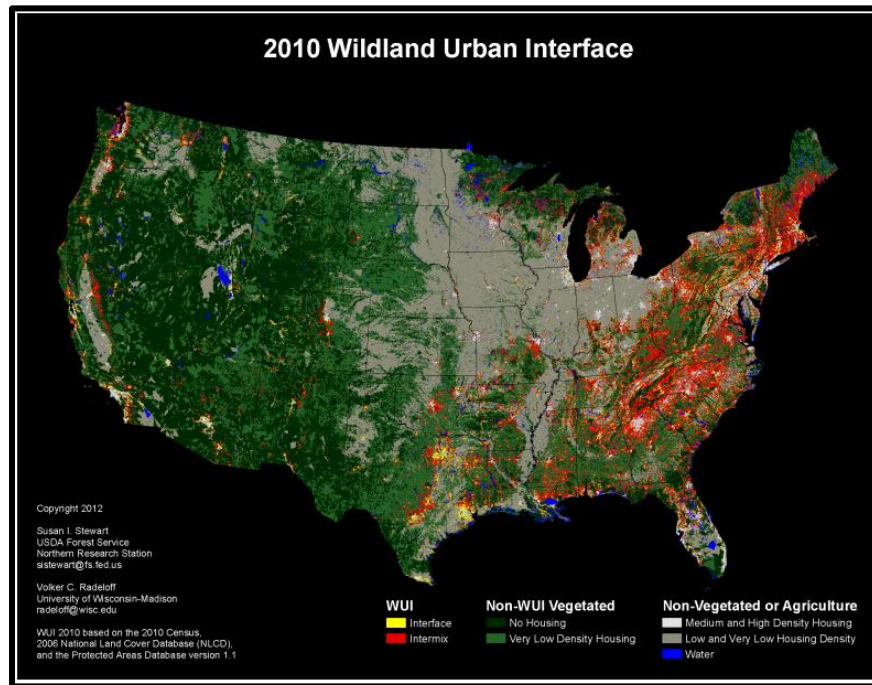 2010 Wildland Urban Interface
Copyright 2012
Susan I. Stewart
USDA Forest Service
Northern Research Station
sistewart@fs.fed.us
Volker C. Radeloff
University of Wisconsin-Madison
radeloff@wisc.edu
WUI 2010 based on the 2010 Census,
2006 National Land Cover Database (NLCD),
and the Protected Areas Database version 1.1
WUI
Interface
Intermix
Non-WUI Vegetated
No Housing
Very Low Density Housing
Non-Vegetated or Agriculture
Medium and High Density Housing
Low and Very Low Housing Density
Water